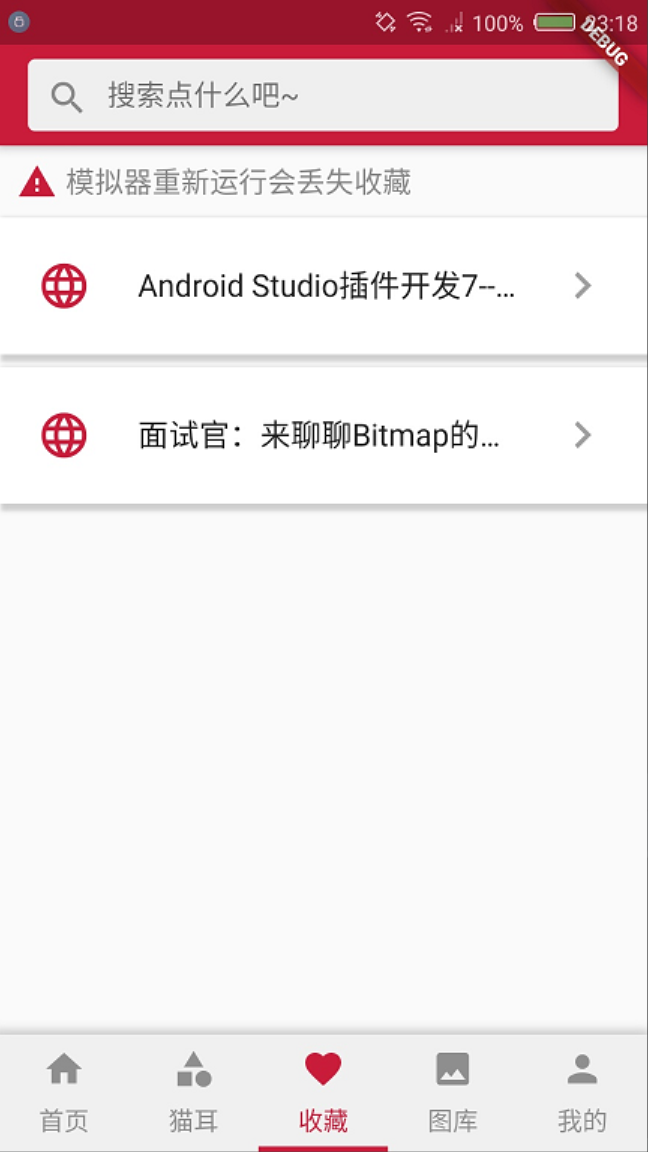 100% 23:18
DEBUG
搜索点什么吧~
模拟器重新运行会丢失收藏
Android Studio插件开发7--...
面试官：来聊聊Bitmap的...
首页 猫耳 收藏 图库 我的